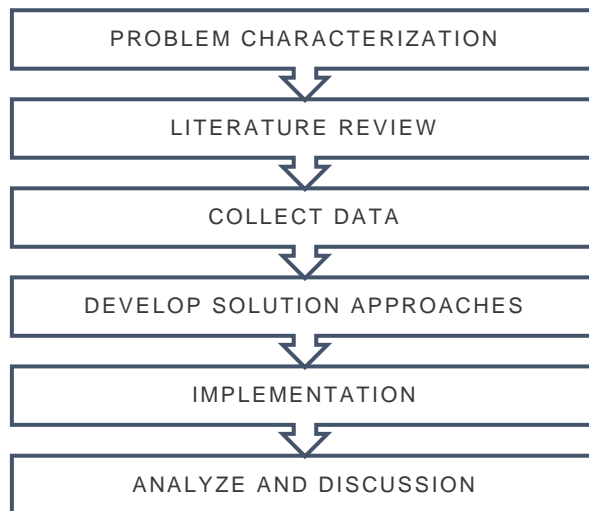 PROBLEM CHARACTERIZATION
LITERATURE REVIEW
COLLECT DATA
DEVELOP SOLUTION APPROACHES
IMPLEMENTATION
ANALYZE AND DISCUSSION